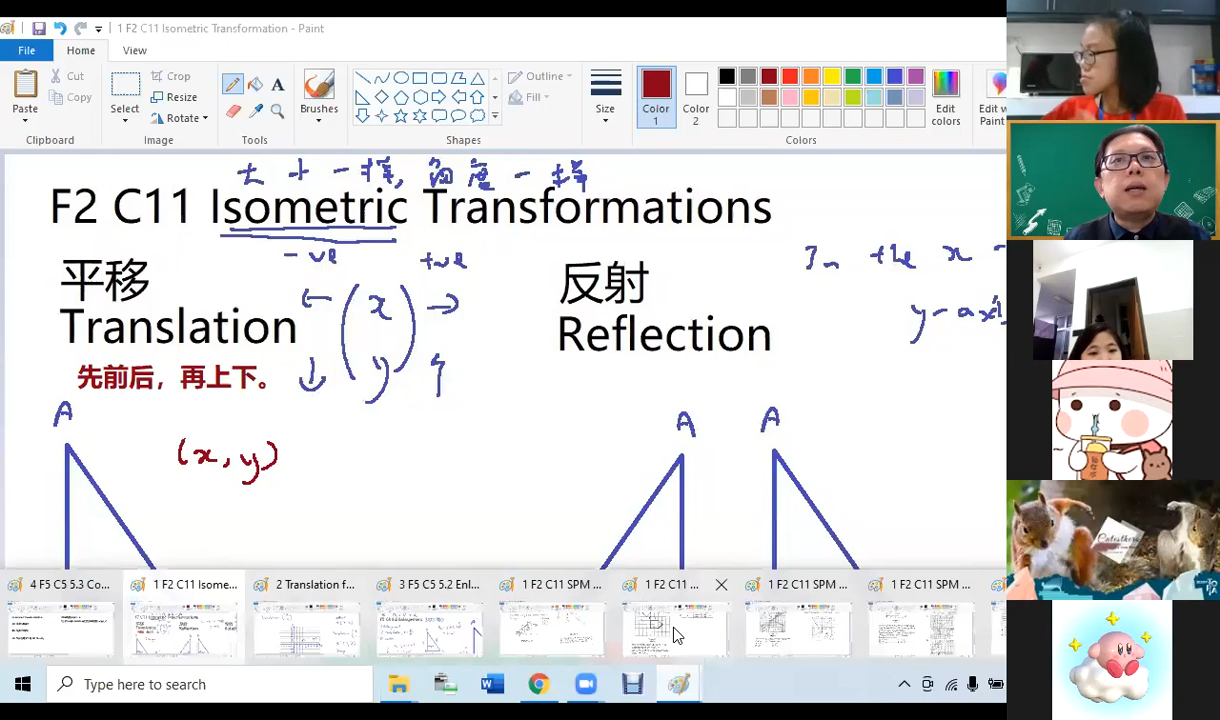 1 F2 C11 Isometric Transformation - Paint
File Home View
Paste Cut Copy
Select Crop Resize Rotate
Brushes
Outline Fill
Size
Color 1 Color 2
Edit colors
Edit w Paint
Clipboard Image Tools Shapes Colors
大小一样, 角度一样
F2 C11 Isometric Transformations
-ve +ve
平移
Translation
← ( x →
↓ y ) ↑
先前后，再上下。
反射
Reflection
In the x -
y-axis
A
(x, y)
A A
4 F5 C5 5.3 Co... 1 F2 C11 Isome... 2 Translation f... 3 F5 C5 5.2 Enl... 1 F2 C11 SPM ... 1 F2 C11 ... 1 F2 C11 SPM ... 1 F2 C11 SPM ...
Type here to search